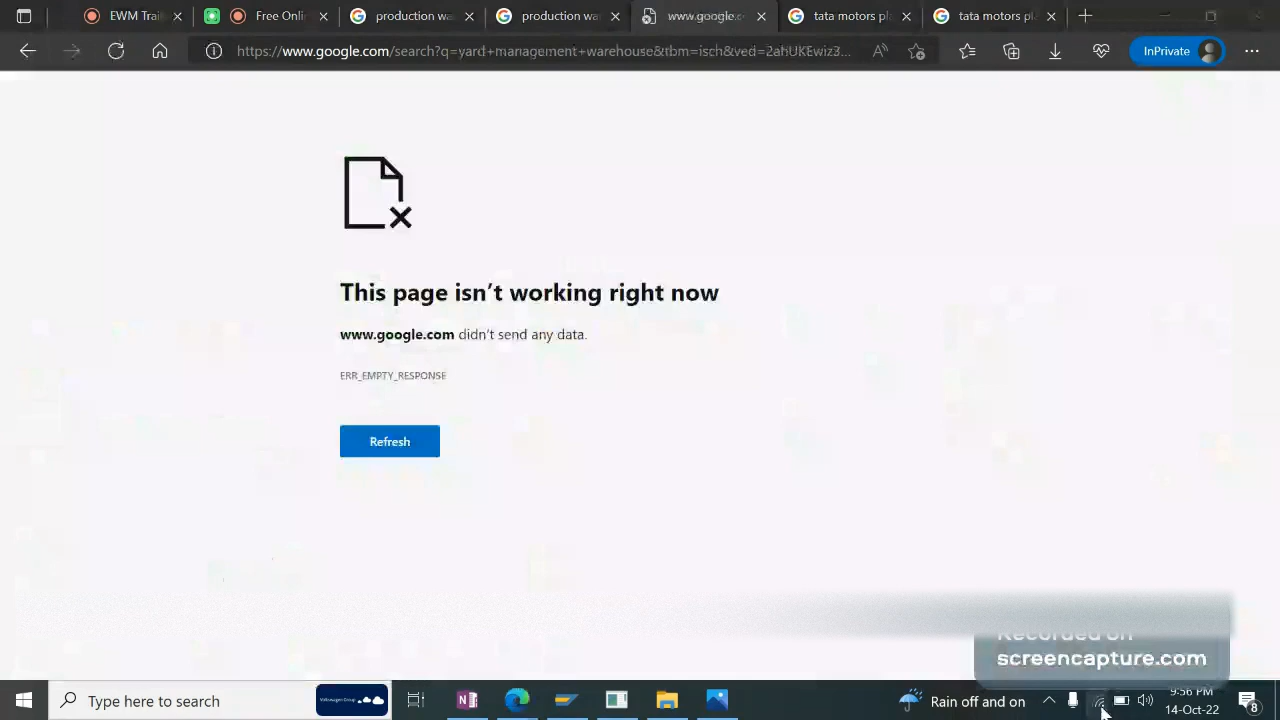 EWM Trai
Free Onli
production wa
production wa
www.google.c
tata motors pl
tata motors pl
https://www.google.com/search?q=yard+management+warehouse&tbm=isch&ved=2ahUKEwiz3...
InPrivate
This page isn't working right now
www.google.com didn't send any data.
ERR_EMPTY_RESPONSE
Refresh
Recorded on
screencapture.com
Type here to search
Volkswagen Group
Rain off and on
9:56 PM
14-Oct-22
8